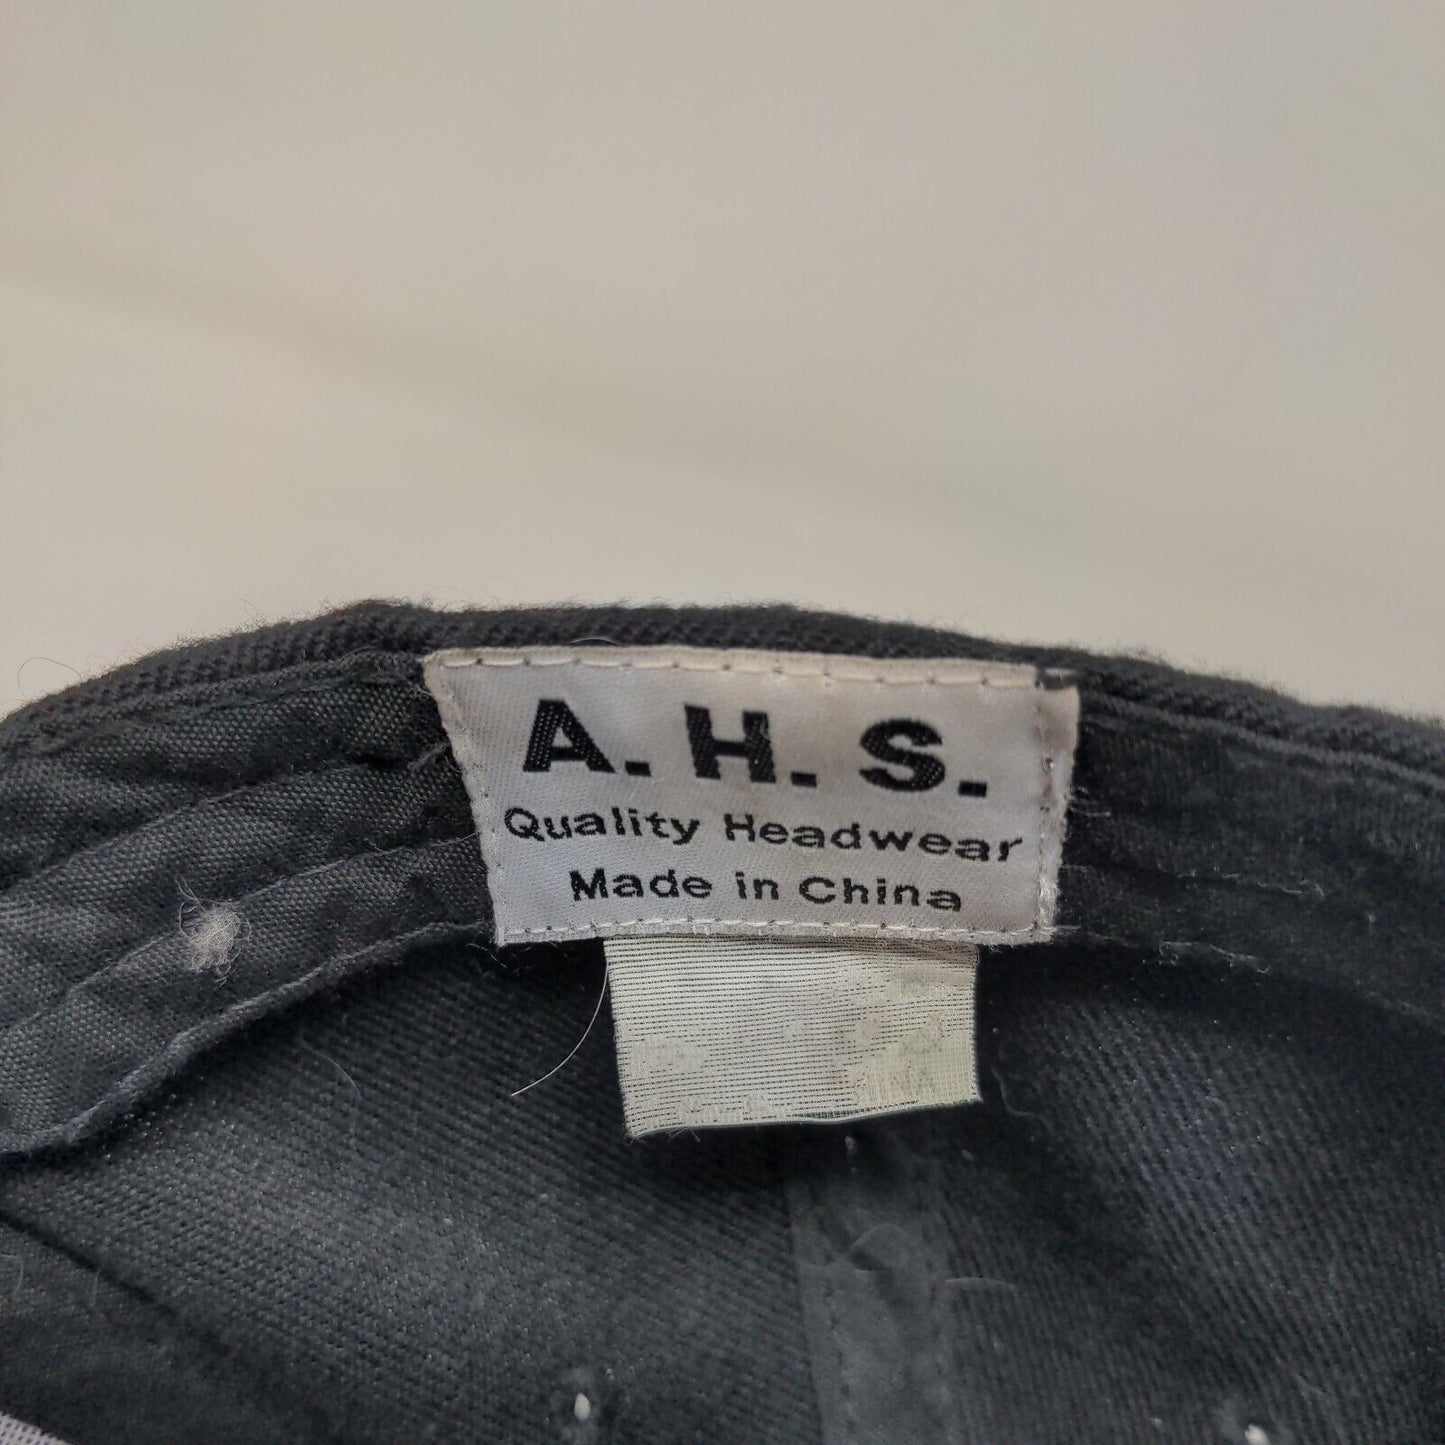 A. H. S.
Quality Headwear
Made in China